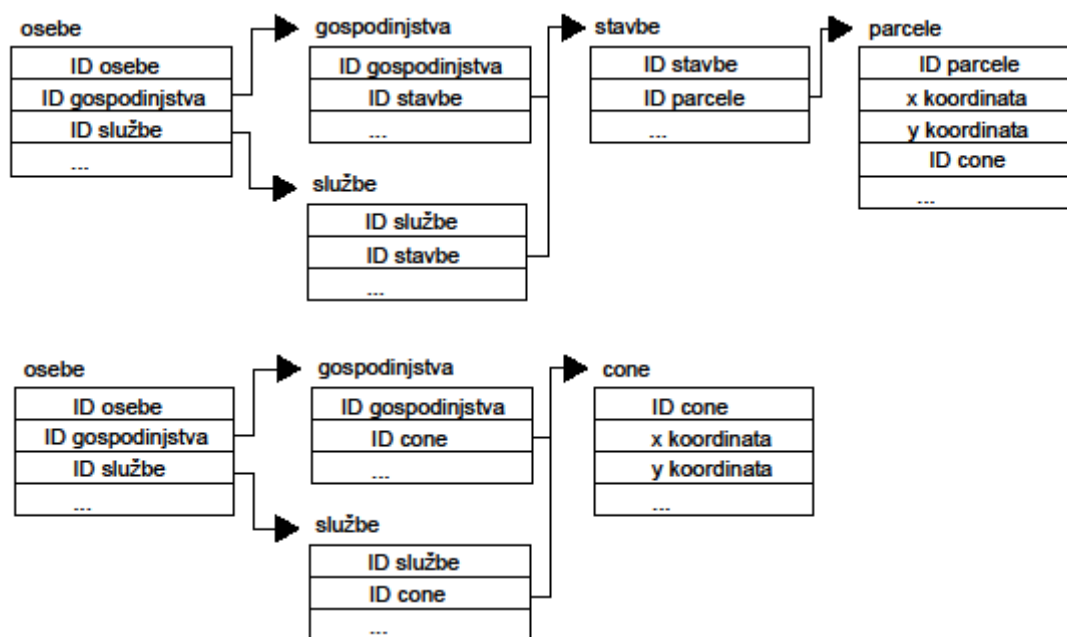 osebe
ID osebe
ID gospodinjstva
ID službe
...
gospodinjstva
ID gospodinjstva
ID stavbe
...
službe
ID službe
ID stavbe
...
stavbe
ID stavbe
ID parcele
...
parcele
ID parcele
x koordinata
y koordinata
ID cone
...
osebe
ID osebe
ID gospodinjstva
ID službe
...
gospodinjstva
ID gospodinjstva
ID cone
...
službe
ID službe
ID cone
...
cone
ID cone
x koordinata
y koordinata
...